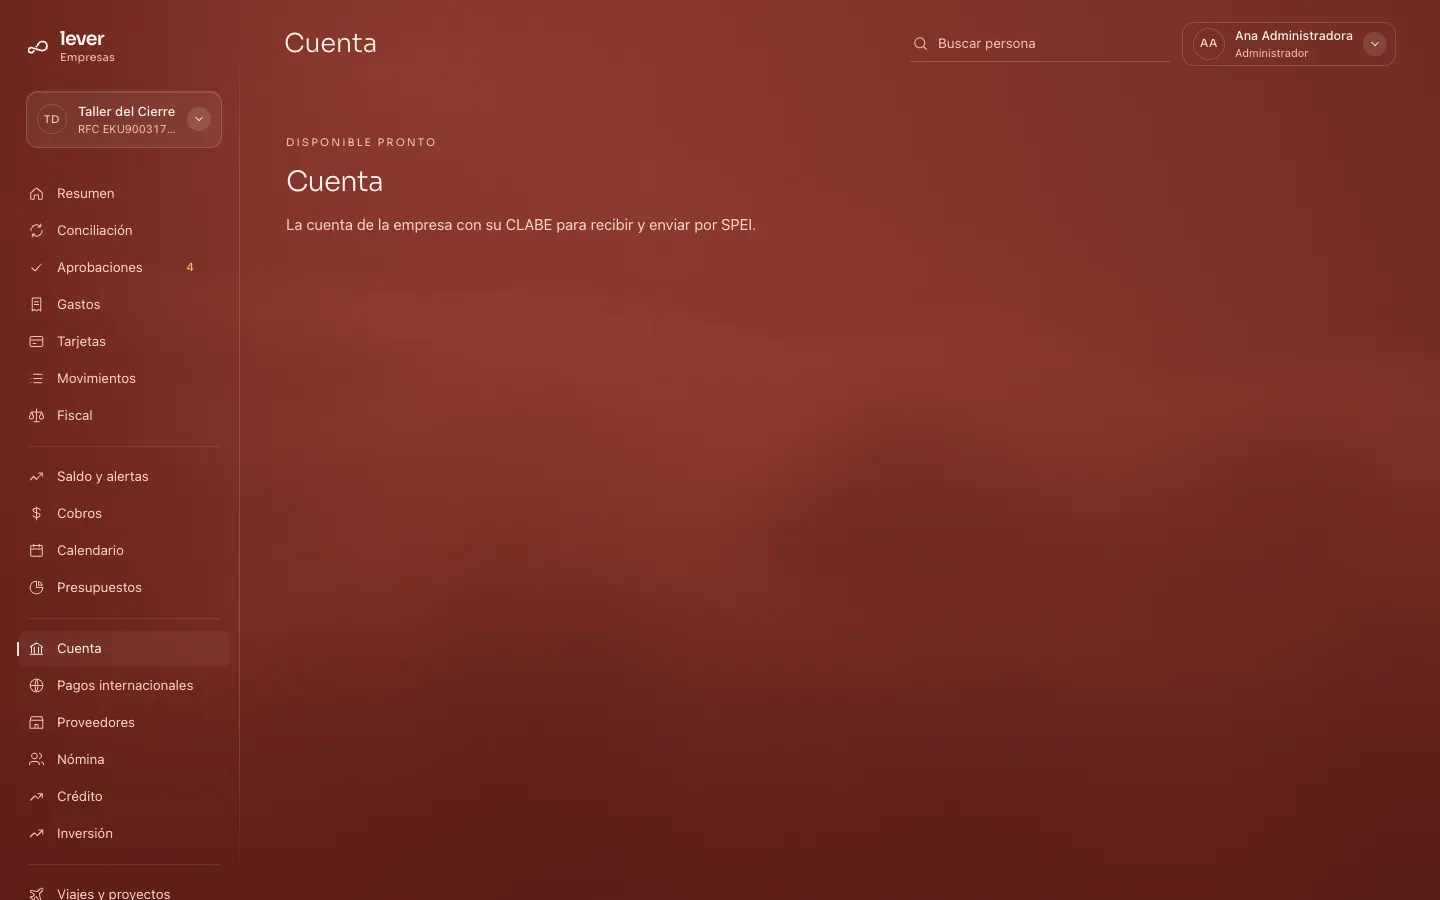 lever
Empresas
Cuenta
Buscar persona
AA
Ana Administradora
Administrador
TD
Taller del Cierre
RFC EKU900317...
DISPONIBLE PRONTO
Cuenta
La cuenta de la empresa con su CLABE para recibir y enviar por SPEI.
Resumen
Conciliación
Aprobaciones 4
Gastos
Tarjetas
Movimientos
Fiscal
Saldo y alertas
Cobros
Calendario
Presupuestos
Cuenta
Pagos internacionales
Proveedores
Nómina
Crédito
Inversión
Viajes y proyectos